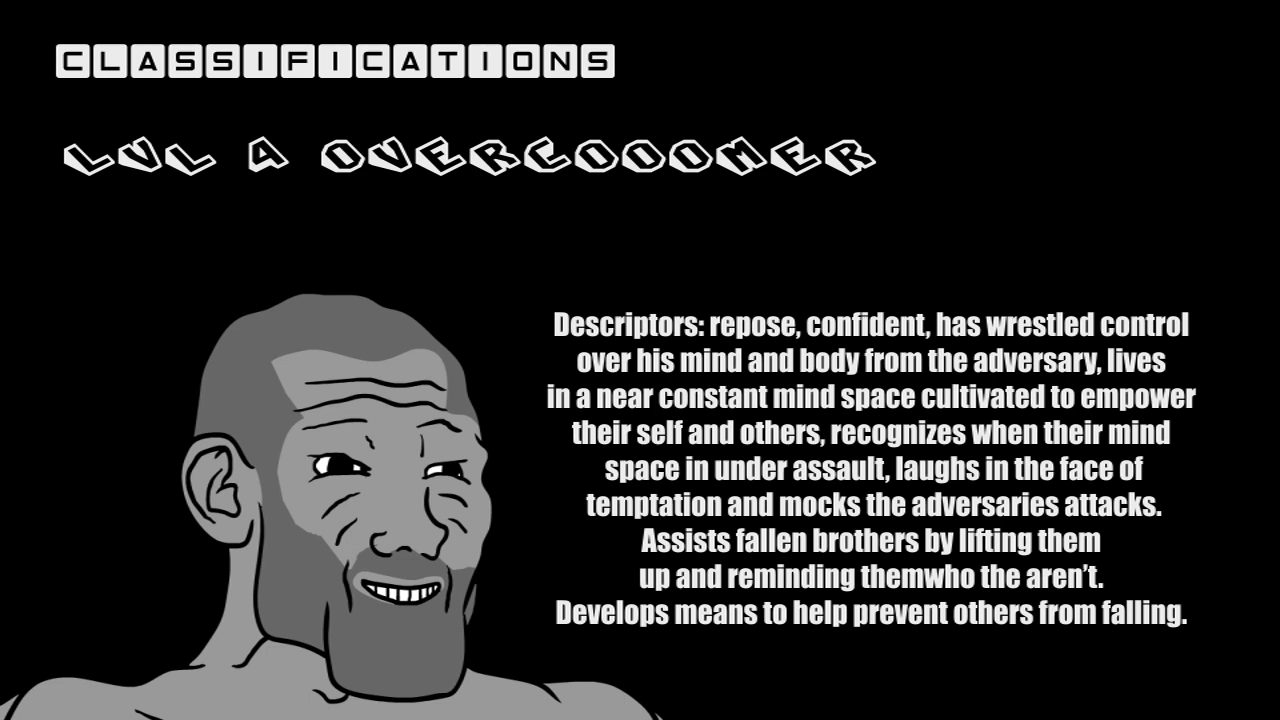 CLASSIFICATIONS
LVL 4 OVERCOOOMER
Descriptors: repose, confident, has wrestled control
over his mind and body from the adversary, lives
in a near constant mind space cultivated to empower
their self and others, recognizes when their mind
space in under assault, laughs in the face of
temptation and mocks the adversaries attacks.
Assists fallen brothers by lifting them
up and reminding themwho the aren't.
Develops means to help prevent others from falling.